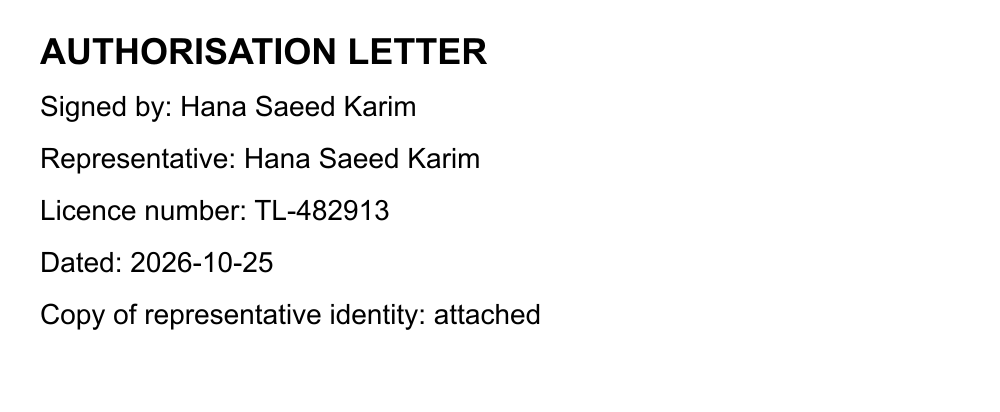 AUTHORISATION LETTER
Signed by: Hana Saeed Karim
Representative: Hana Saeed Karim
Licence number: TL-482913
Dated: 2026-10-25
Copy of representative identity: attached